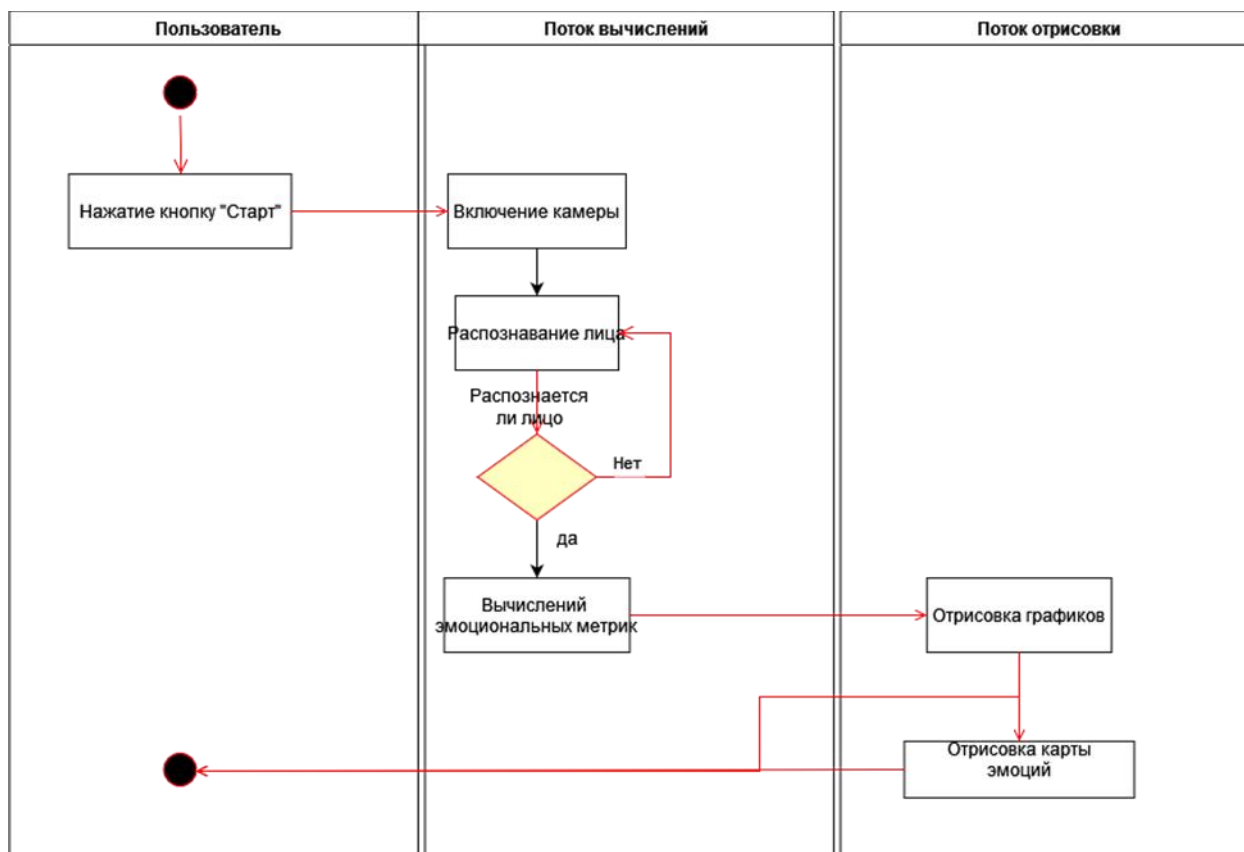 Пользователь
Поток вычислений
Поток отрисовки
Нажатие кнопку "Старт"
Включение камеры
Распознавание лица
Распознается
ли лицо
Нет
да
Вычислений
эмоциональных метрик
Отрисовка графиков
Отрисовка карты
эмоций